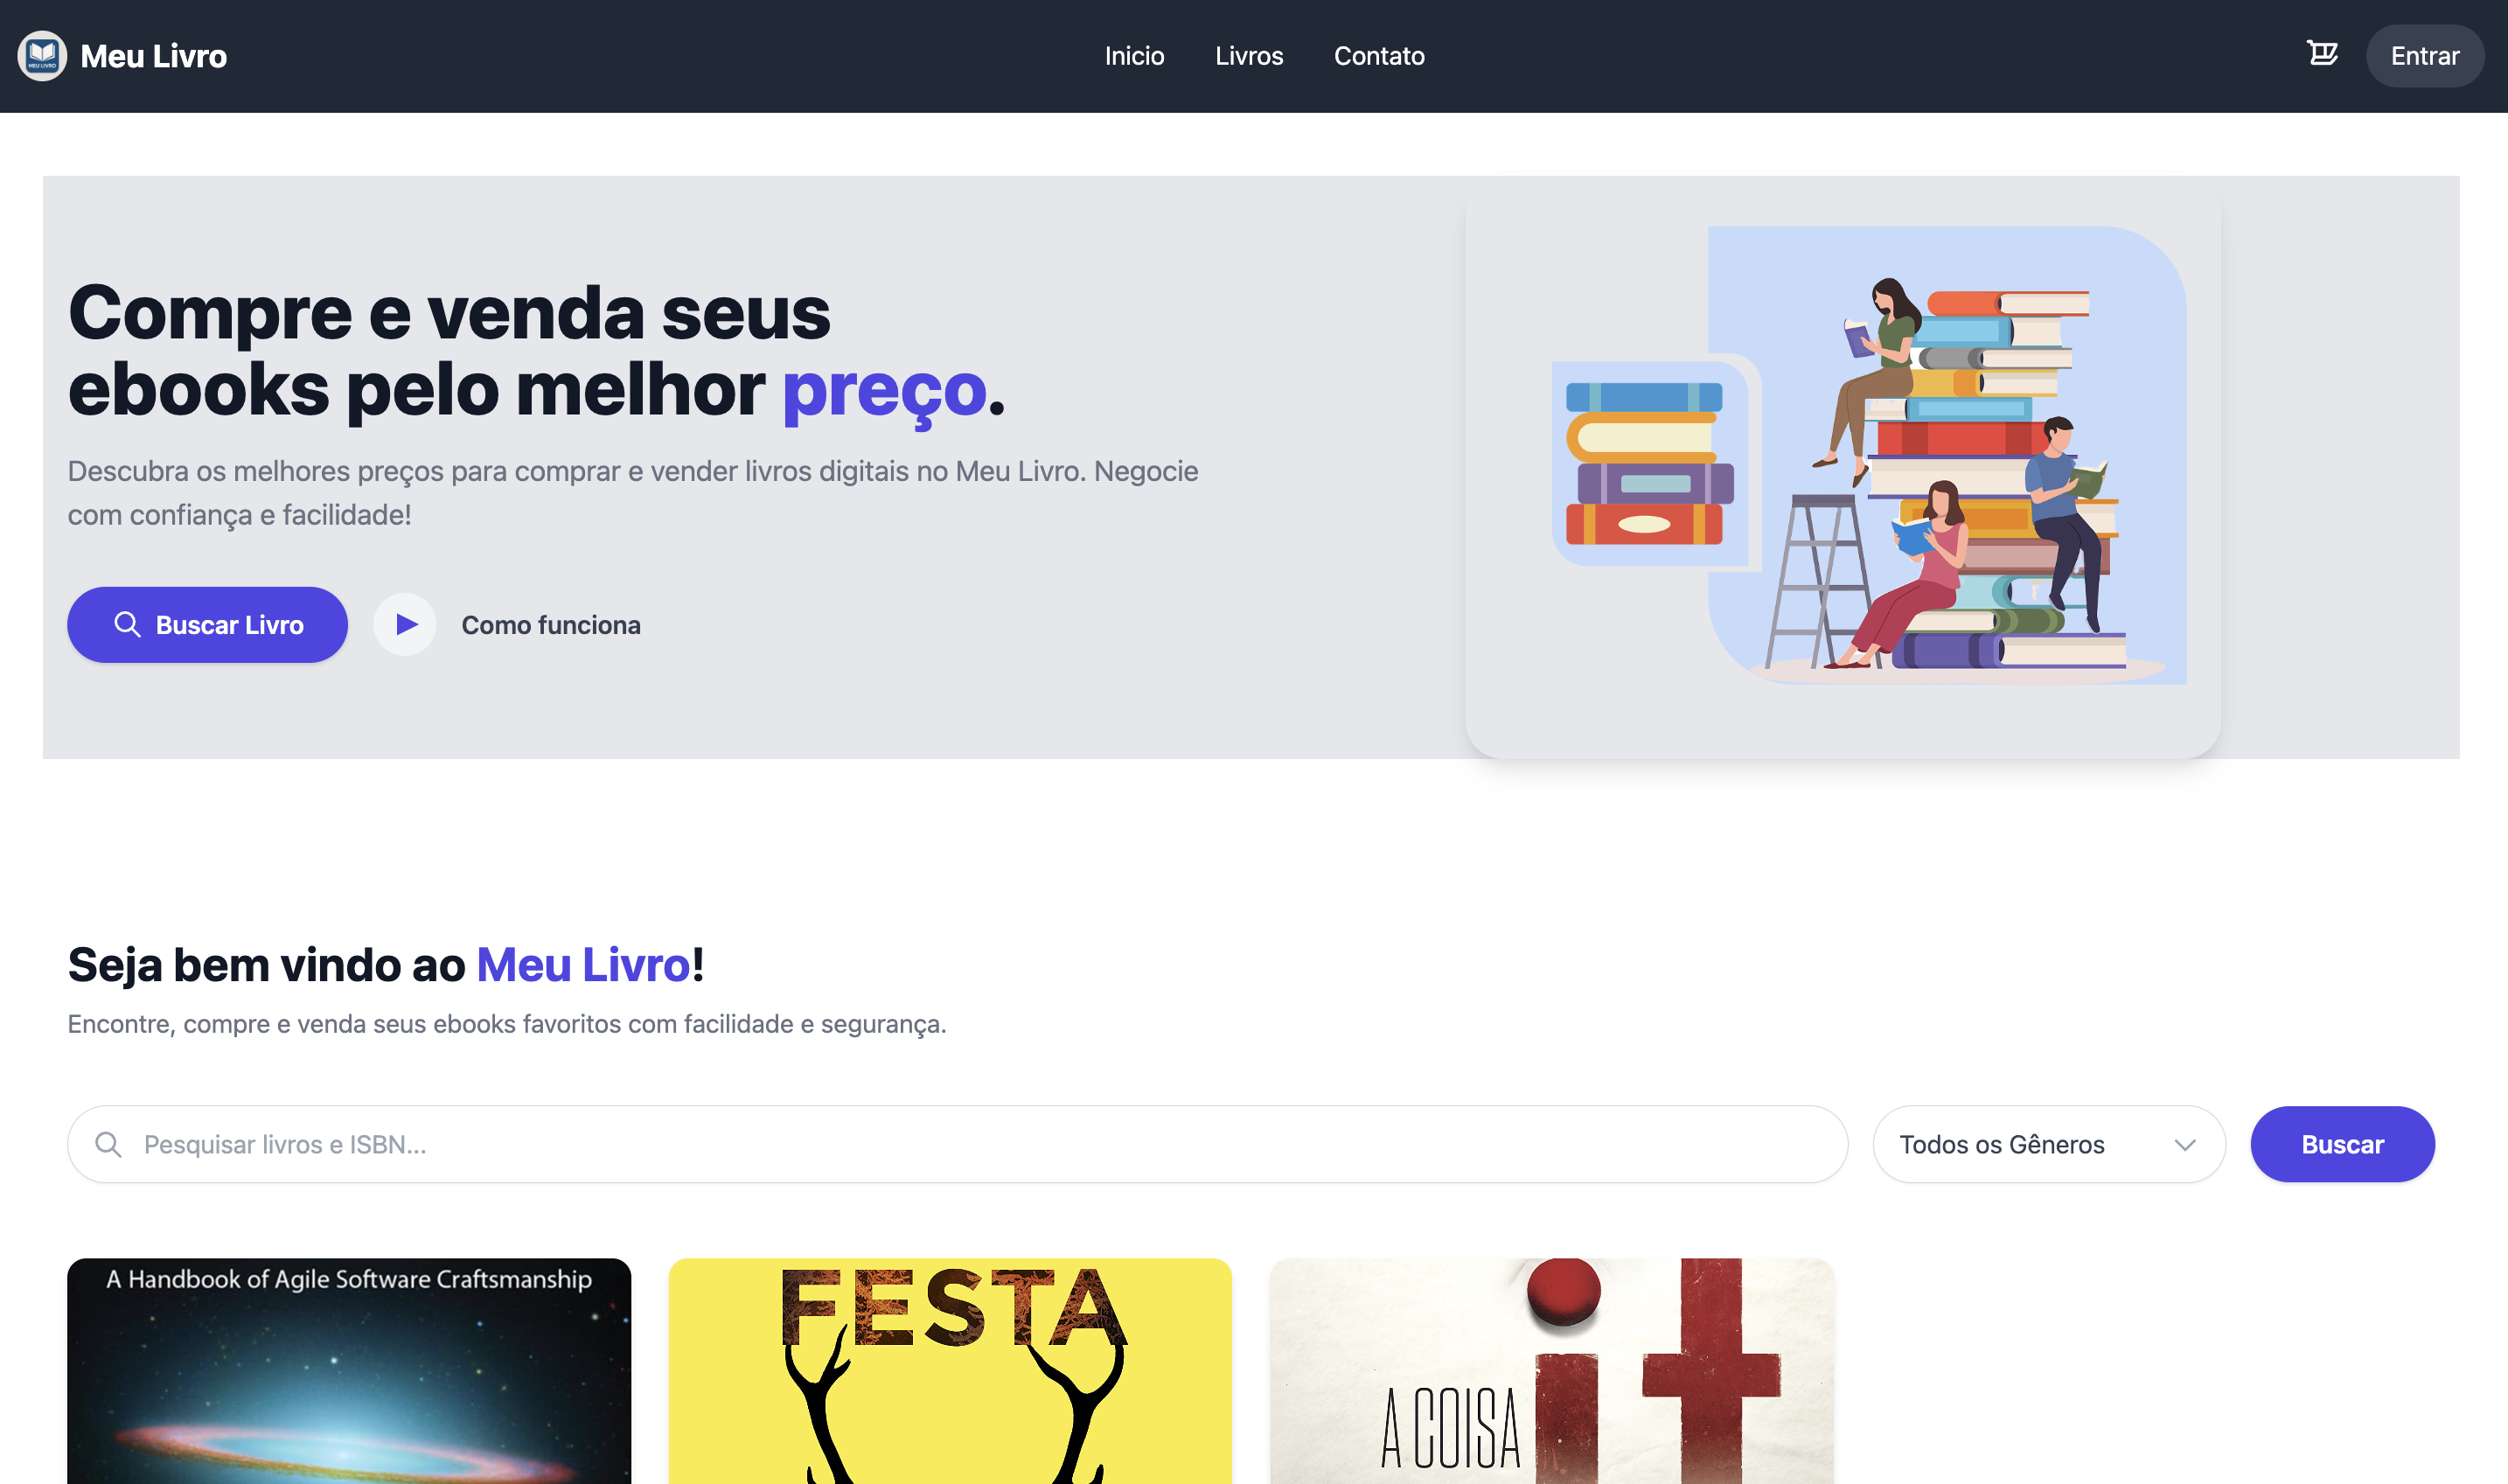 MEU LIVRO
Meu Livro
Inicio
Livros
Contato
Entrar
Compre e venda seus
ebooks pelo melhor preço.
Descubra os melhores preços para comprar e vender livros digitais no Meu Livro. Negocie
com confiança e facilidade!
Buscar Livro
Como funciona
Seja bem vindo ao Meu Livro!
Encontre, compre e venda seus ebooks favoritos com facilidade e segurança.
Pesquisar livros e ISBN...
Todos os Gêneros
Buscar
A Handbook of Agile Software Craftsmanship
FESTA
it
A COISA